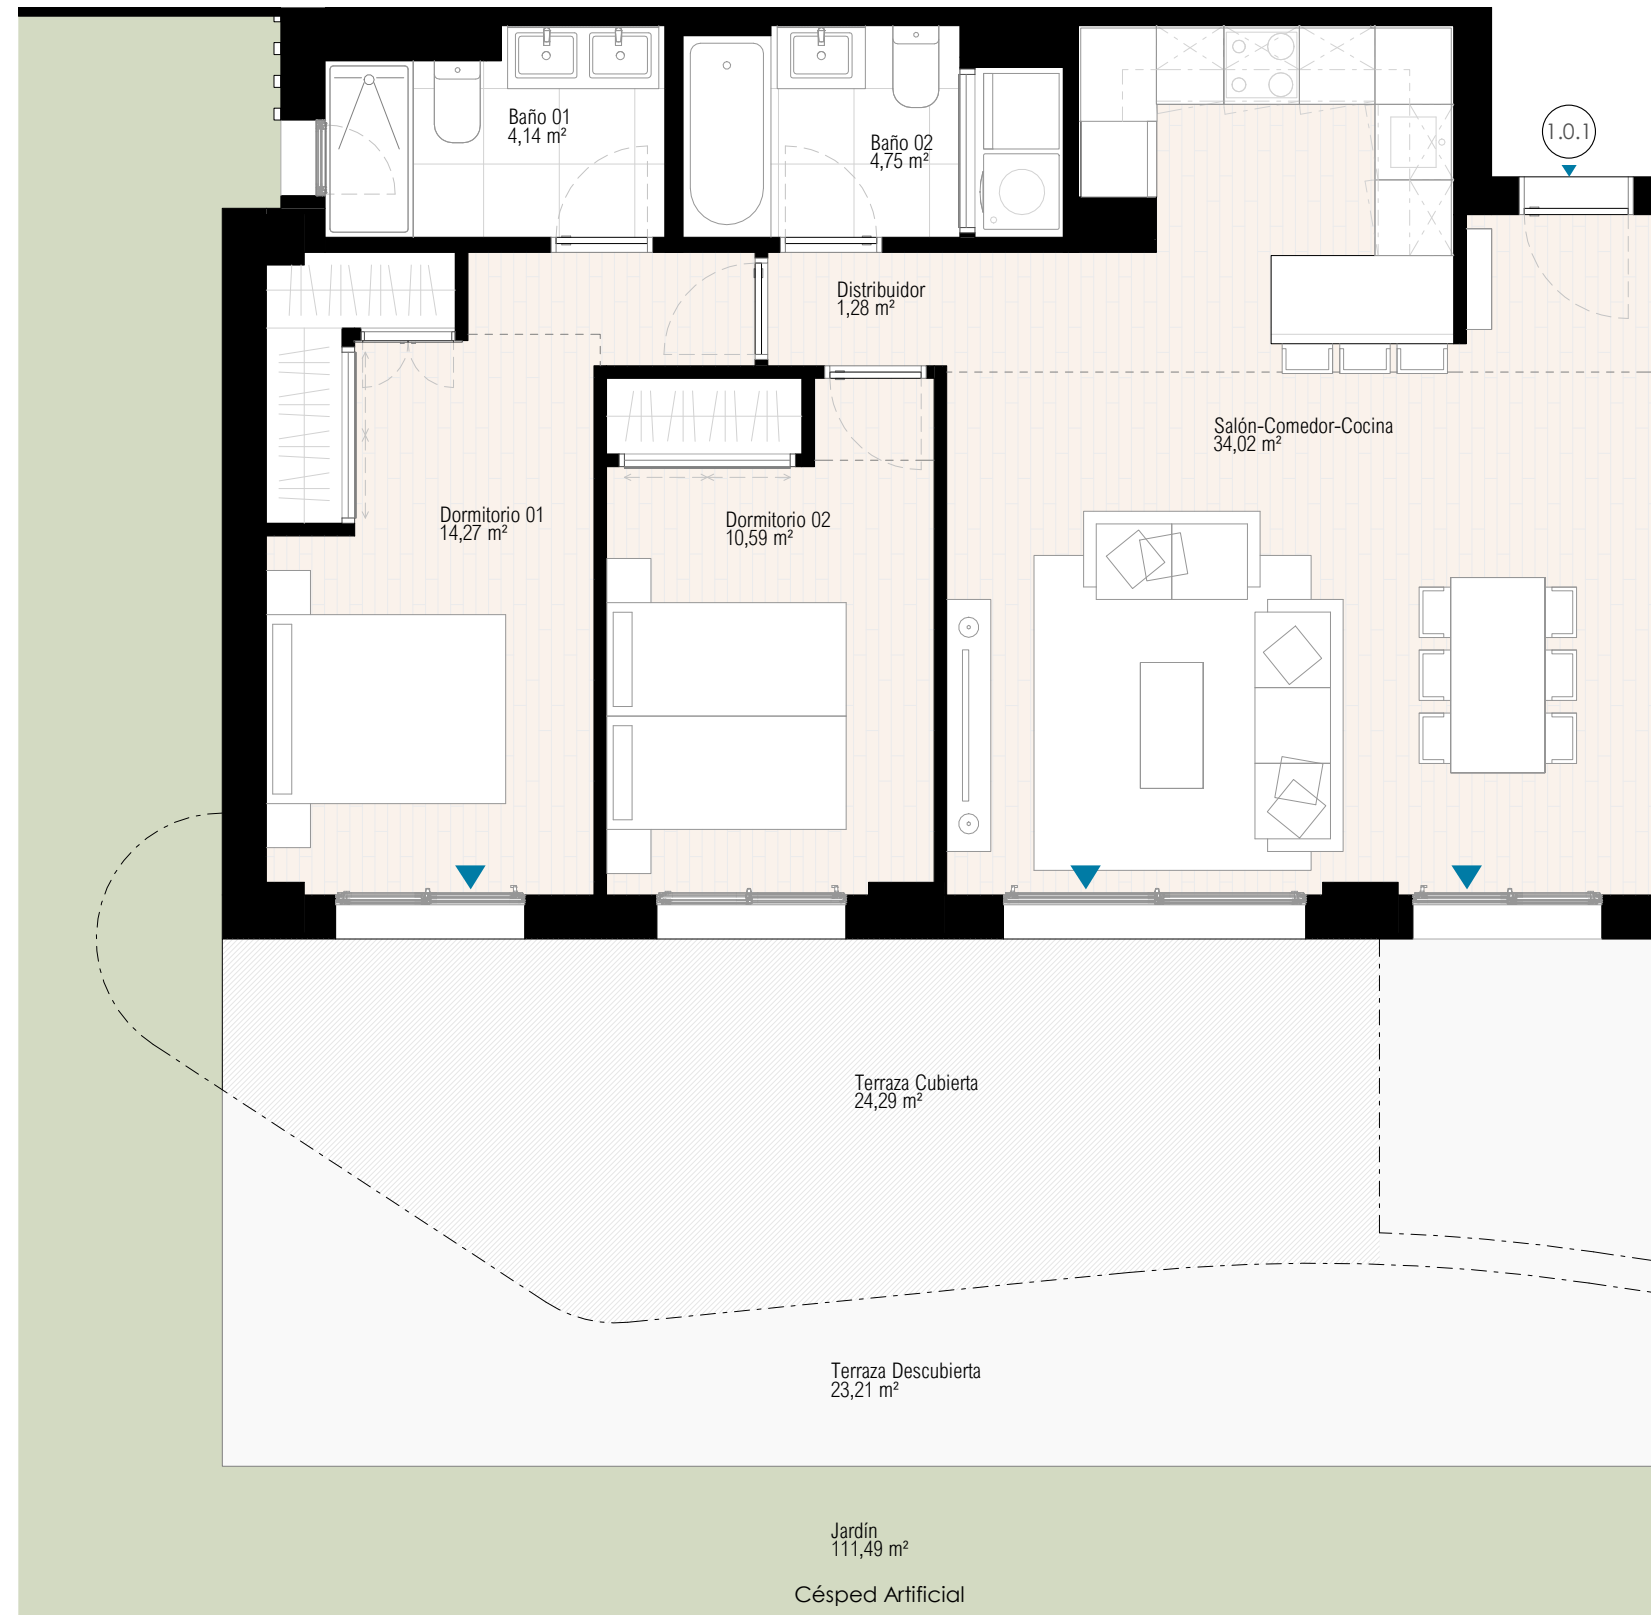 Baño 01
4,14 m²
Baño 02
4,75 m²
1.0.1
Distribuidor
1,28 m²
Salón-Comedor-Cocina
34,02 m²
Dormitorio 01
14,27 m²
Dormitorio 02
10,59 m²
Terraza Cubierta
24,29 m²
Terraza Descubierta
23,21 m²
Jardín
111,49 m²
Césped Artificial